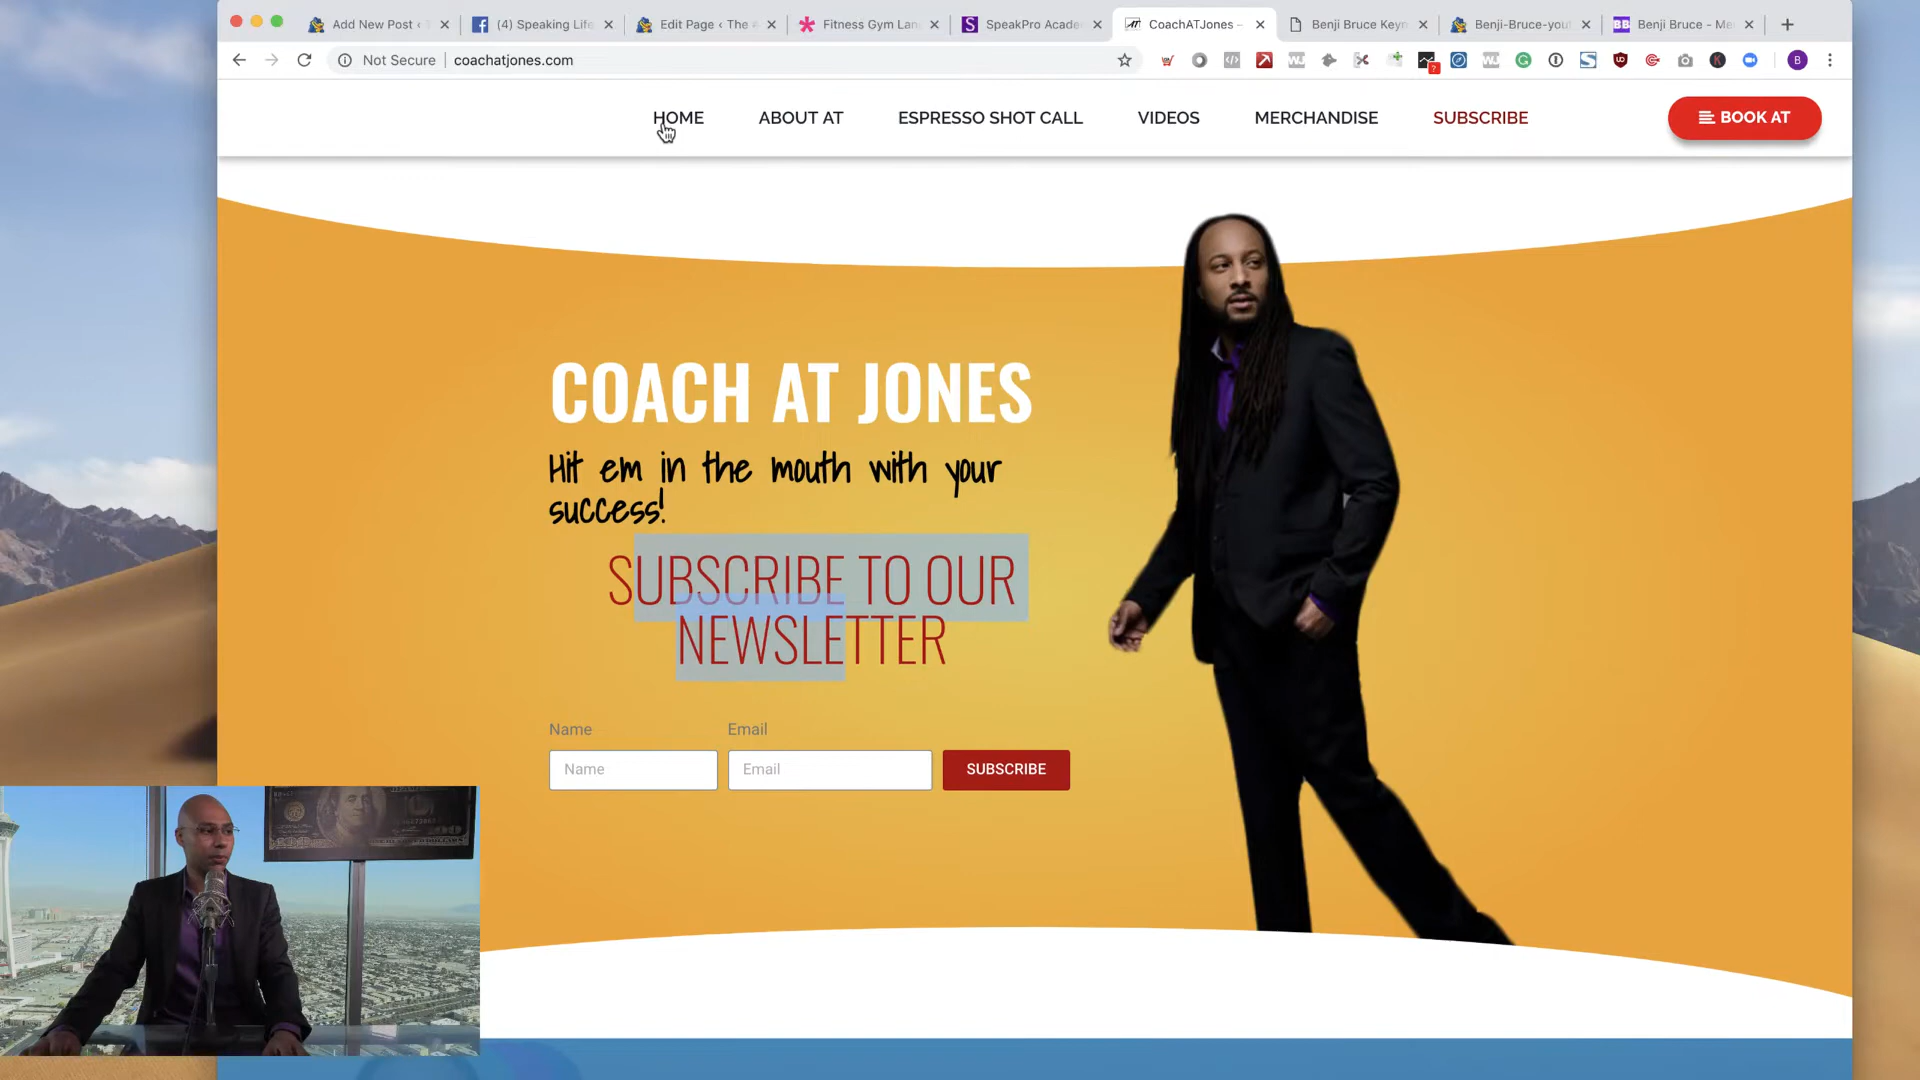 Add New Post ‹
(4) Speaking Life
Edit Page ‹ The
Fitness Gym Lan
SpeakPro Acade
CoachATJones –
Benji Bruce Keyn
Benji-Bruce-you
Benji Bruce - Me
Not Secure
coachatjones.com
HOME
ABOUT AT
ESPRESSO SHOT CALL
VIDEOS
MERCHANDISE
SUBSCRIBE
BOOK AT
COACH AT JONES
Hit em in the mouth with your
success!
SUBSCRIBE TO OUR
NEWSLETTER
Name
Email
Name
Email
SUBSCRIBE